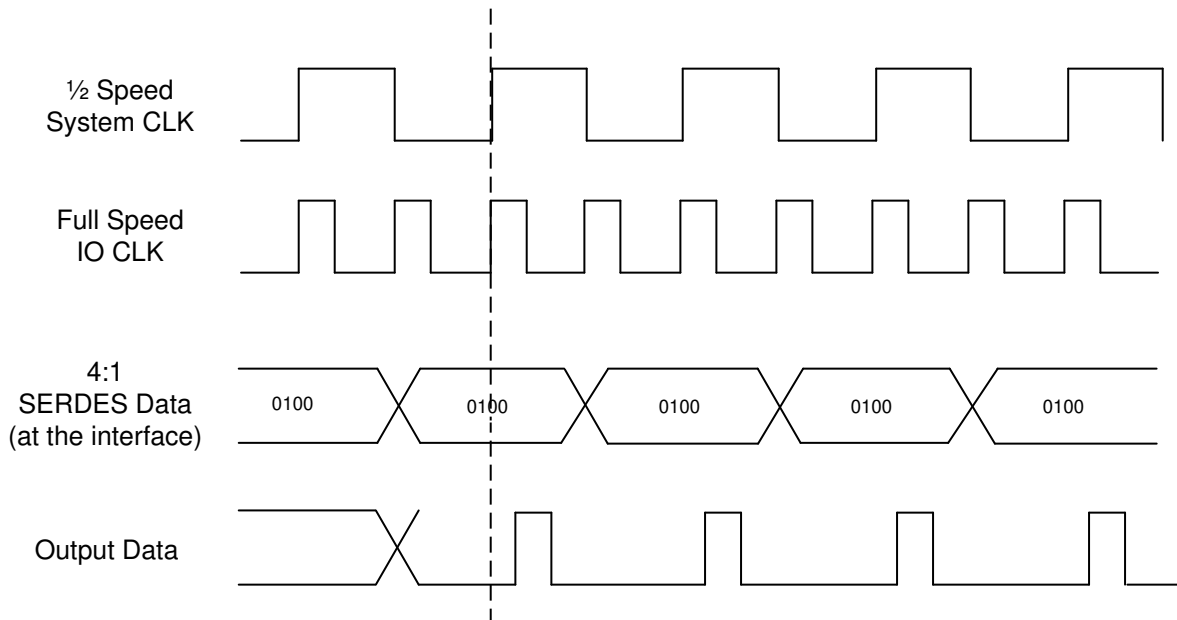 ½ Speed
System CLK
Full Speed
IO CLK
4:1
SERDES Data
(at the interface)
0100
0100
0100
0100
0100
Output Data